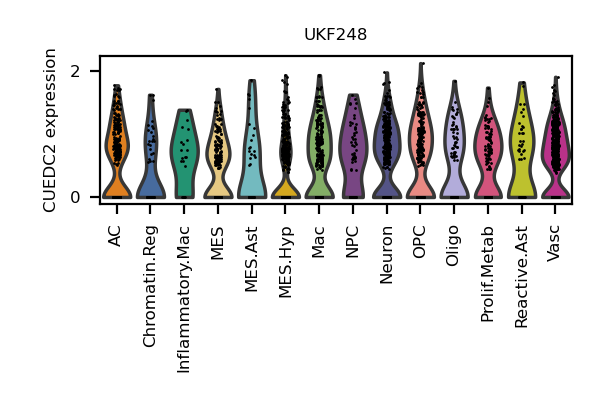 UKF248
CUEDC2 expression
2
0
AC
Chromatin.Reg
Inflammatory.Mac
MES
MES.Ast
MES.Hyp
Mac
NPC
Neuron
OPC
Oligo
Prolif.Metab
Reactive.Ast
Vasc